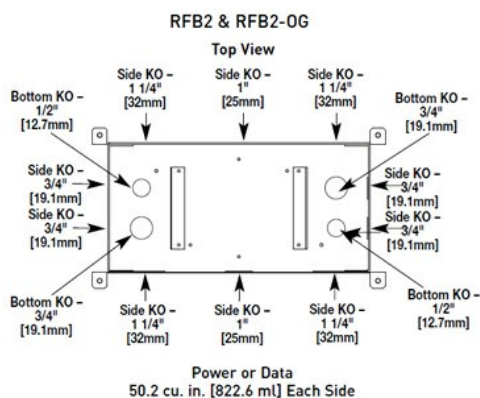 RFB2 & RFB2-OG
Top View
Side KO –
1 1/4"
[32mm]
Side KO –
1"
[25mm]
Side KO –
1 1/4"
[32mm]
Bottom KO –
1/2"
[12.7mm]
Bottom KO –
3/4"
[19.1mm]
Side KO –
3/4"
[19.1mm]
Side KO –
3/4"
[19.1mm]
Side KO –
3/4"
[19.1mm]
Side KO –
3/4"
[19.1mm]
Bottom KO –
3/4"
[19.1mm]
Side KO –
1 1/4"
[32mm]
Side KO –
1"
[25mm]
Side KO –
1 1/4"
[32mm]
Bottom KO –
1/2"
[12.7mm]
Power or Data
50.2 cu. in. [822.6 ml] Each Side